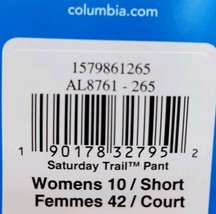 columbia.com
1579861265
AL8761 - 265
1 90178 32795 2
Saturday Trail™ Pant
Womens 10 / Short
Femmes 42 / Court